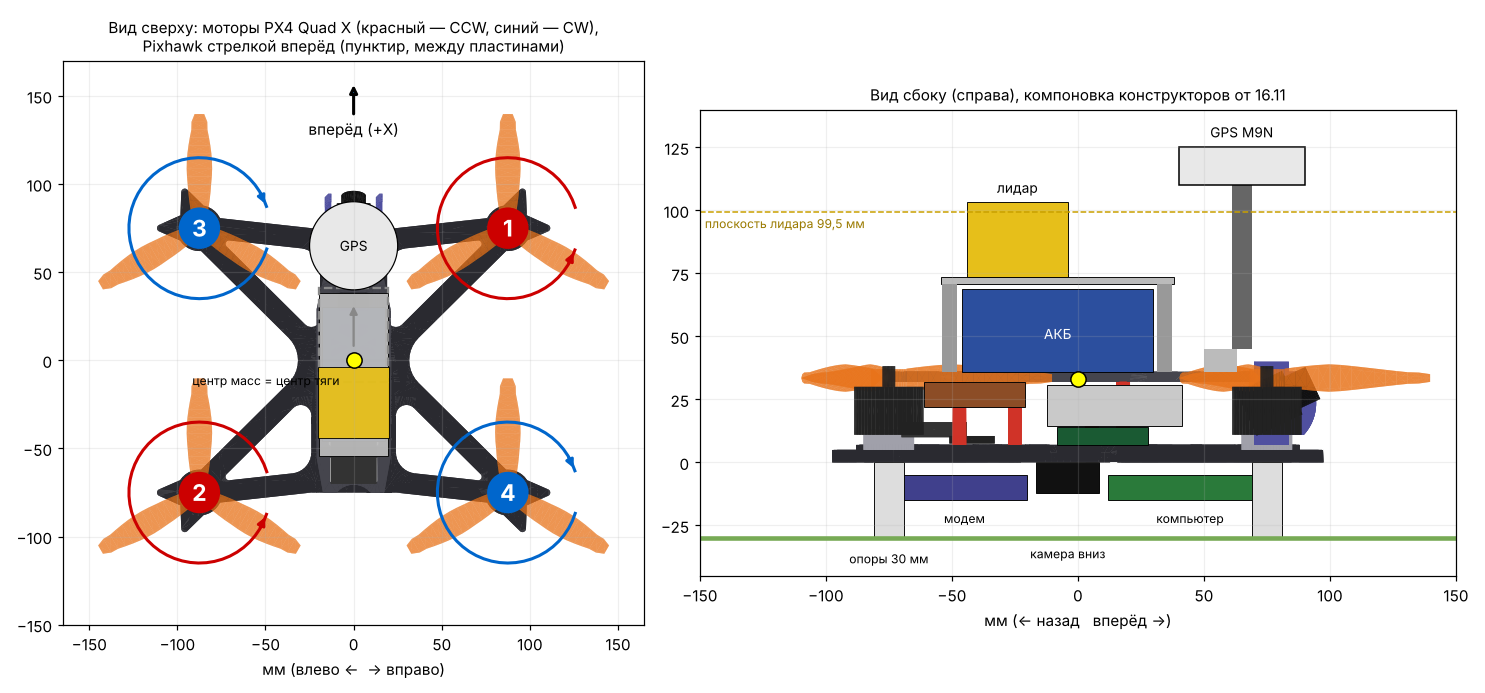 Вид сверху: моторы PX4 Quad X (красный — CCW, синий — CW),
Pixhawk стрелкой вперёд (пунктир, между пластинами)
150
100
50
0
−50
−100
−150
−150
−100
−50
0
50
100
150
мм (влево ← → вправо)
вперёд (+X)
3
1
GPS
центр масс = центр тяги
2
4
Вид сбоку (справа), компоновка конструкторов от 16.11
125
100
75
50
25
0
−25
−150
−100
−50
0
50
100
150
мм (← назад вперёд →)
GPS M9N
лидар
плоскость лидара 99,5 мм
АКБ
модем
компьютер
опоры 30 мм
камера вниз